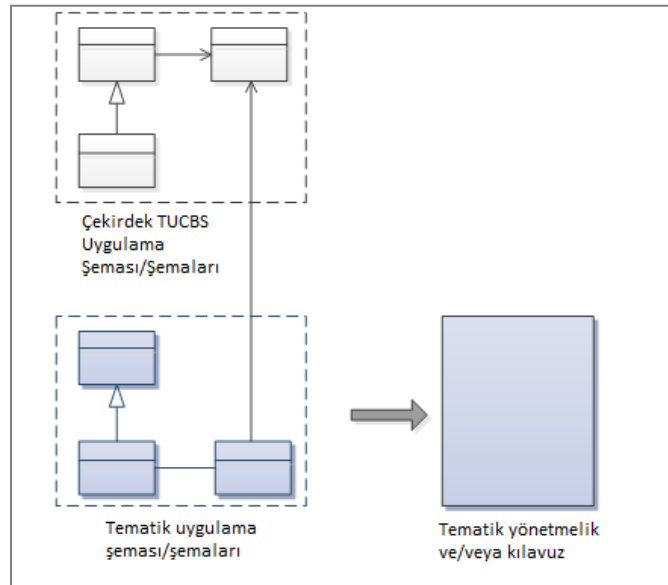 Çekirdek TUCBS
Uygulama
Şeması/Şemaları
Tematik uygulama
şeması/şemaları
Tematik yönetmelik
ve/veya kılavuz